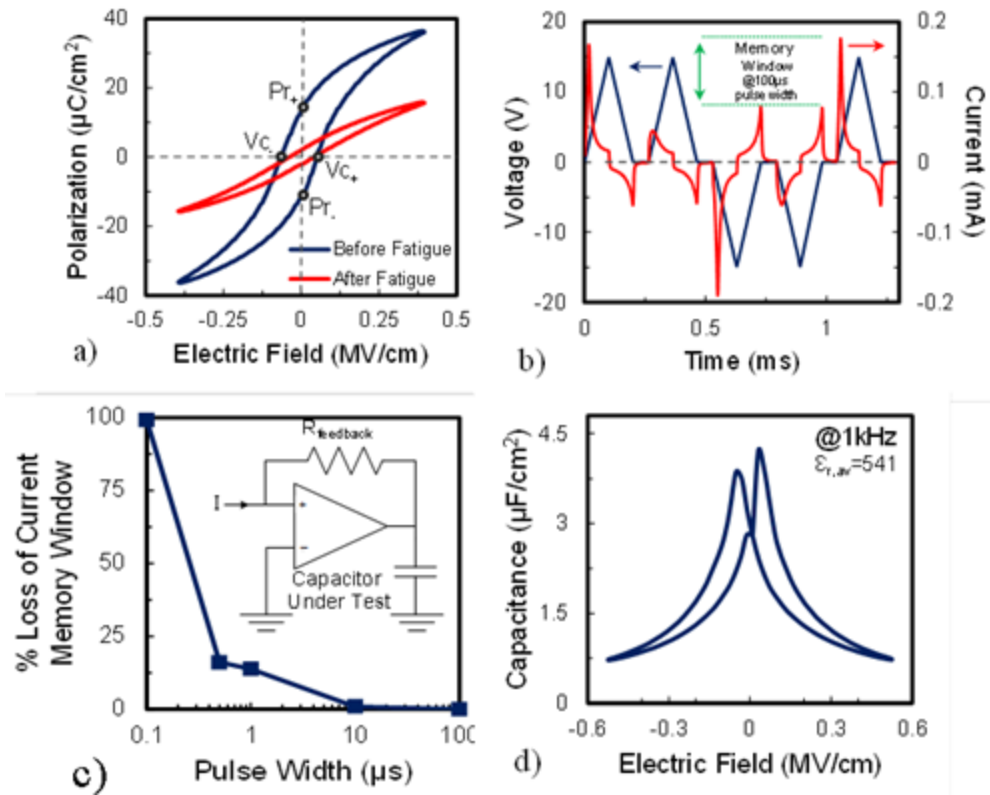 40
20
0
-20
-40
Polarization (µC/cm²)
Pr₊
Vc₋
Vc₊
Pr₋
Before Fatigue
After Fatigue
-0.5
-0.25
0
0.25
0.5
Electric Field (MV/cm)
a)
20
10
0
-10
-20
Voltage (V)
Memory
Window
@100µs
pulse width
0.2
0.1
0
-0.1
-0.2
Current (mA)
0
0.5
1
Time (ms)
b)
100
75
50
25
0
% Loss of Current
Memory Window
Rfeedback
I
+
−
Capacitor
Under Test
0.1
1
10
100
Pulse Width (µs)
c)
4.5
3
1.5
0
Capacitance (µF/cm²)
@1kHz
εr,av=541
-0.6
-0.3
0
0.3
0.6
Electric Field (MV/cm)
d)